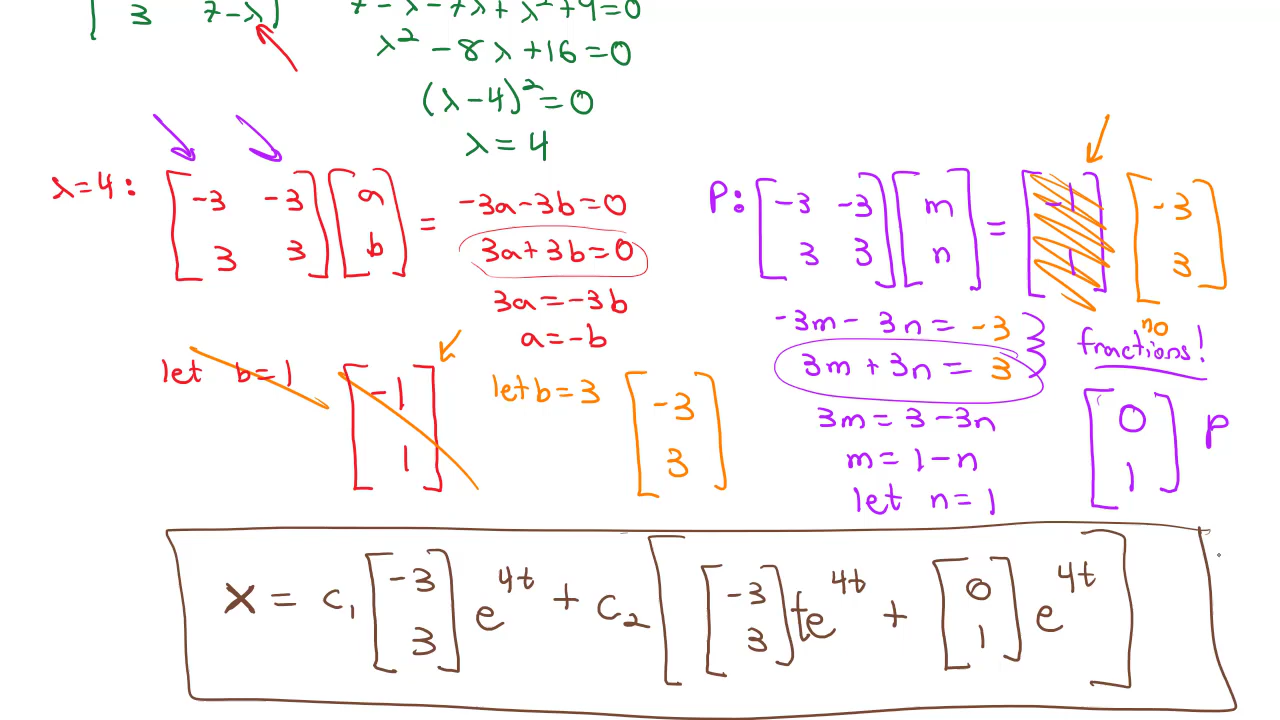 3 7-λ]
7-λ-7λ+λ²+9=0
λ²-8λ+16=0
(λ-4)²=0
λ=4
λ=4: [-3 -3; 3 3][a; b] =
-3a-3b=0
3a+3b=0
3a=-3b
a=-b
let b=1 [-1; 1]
let b=3 [-3; 3]
P: [-3 -3; 3 3][m; n] = [-1; 1] [-3; 3]
-3m-3n=-3
3m+3n=3
3m=3-3n
m=1-n
let n=1
no
fractions!
[0; 1] P
X = c₁[-3; 3]e^4t + c₂[[-3; 3]te^4t + [0; 1]e^4t]